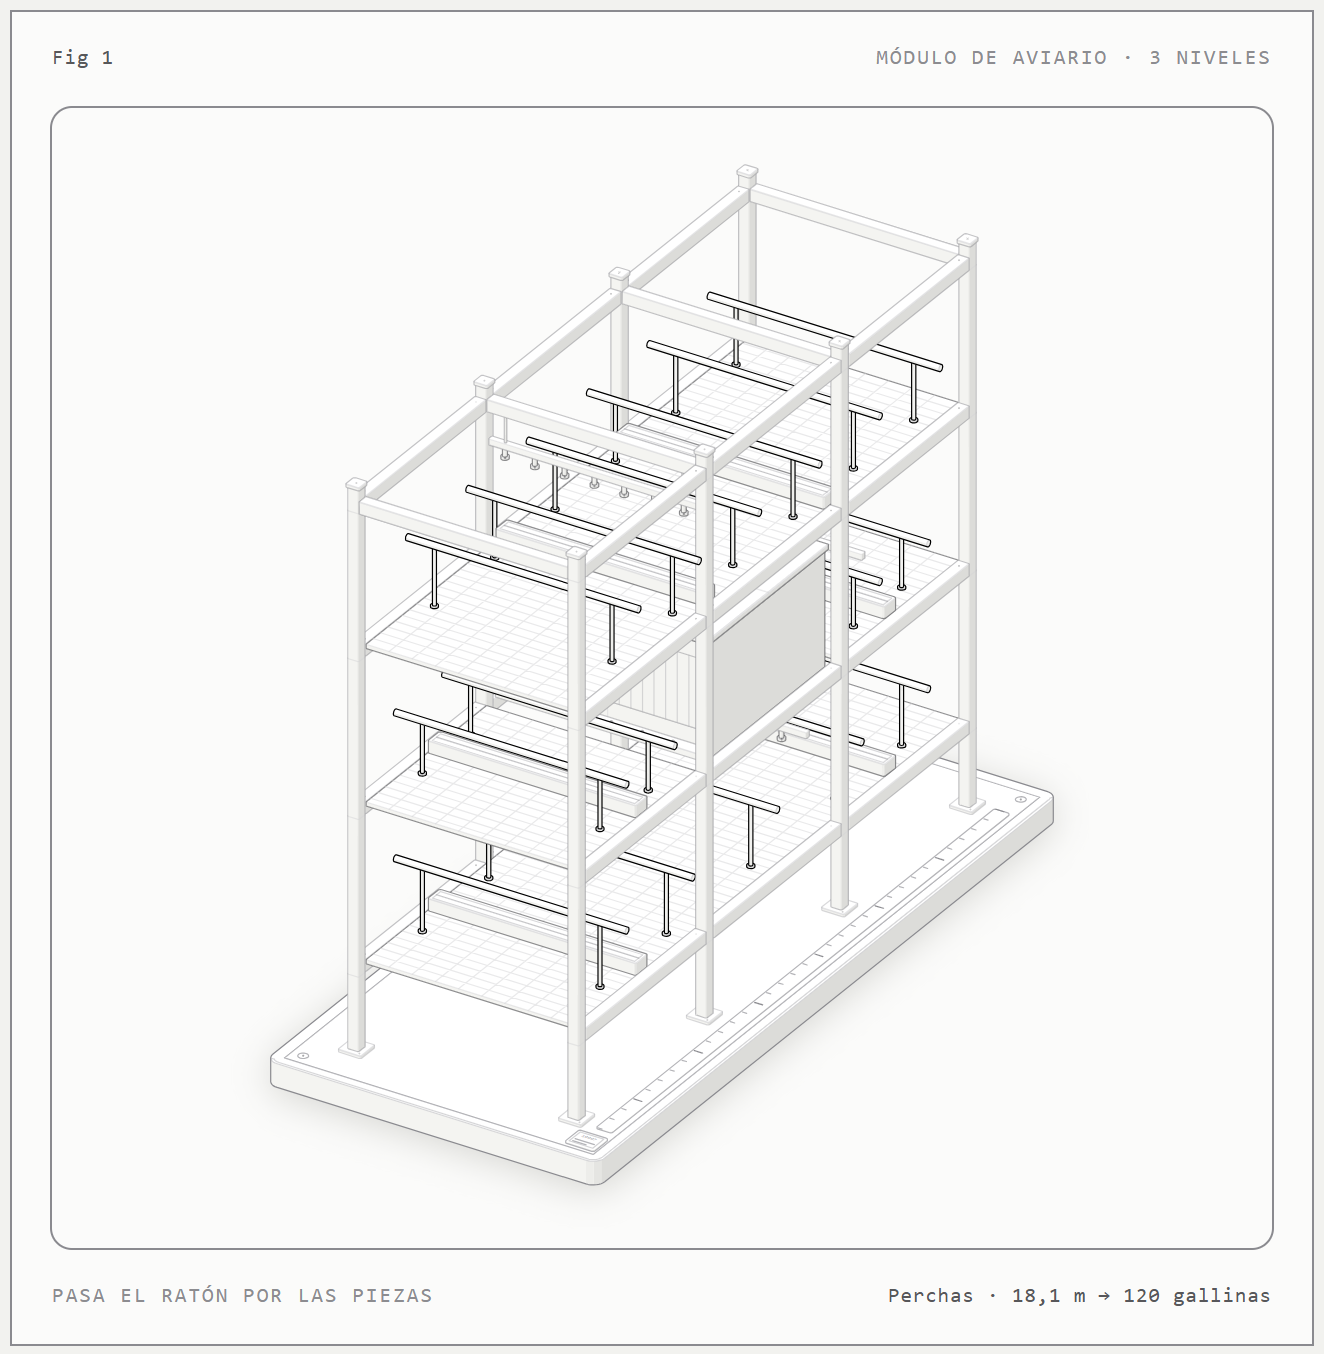 Fig 1
MÓDULO DE AVIARIO · 3 NIVELES
PASA EL RATÓN POR LAS PIEZAS
Perchas · 18,1 m → 120 gallinas